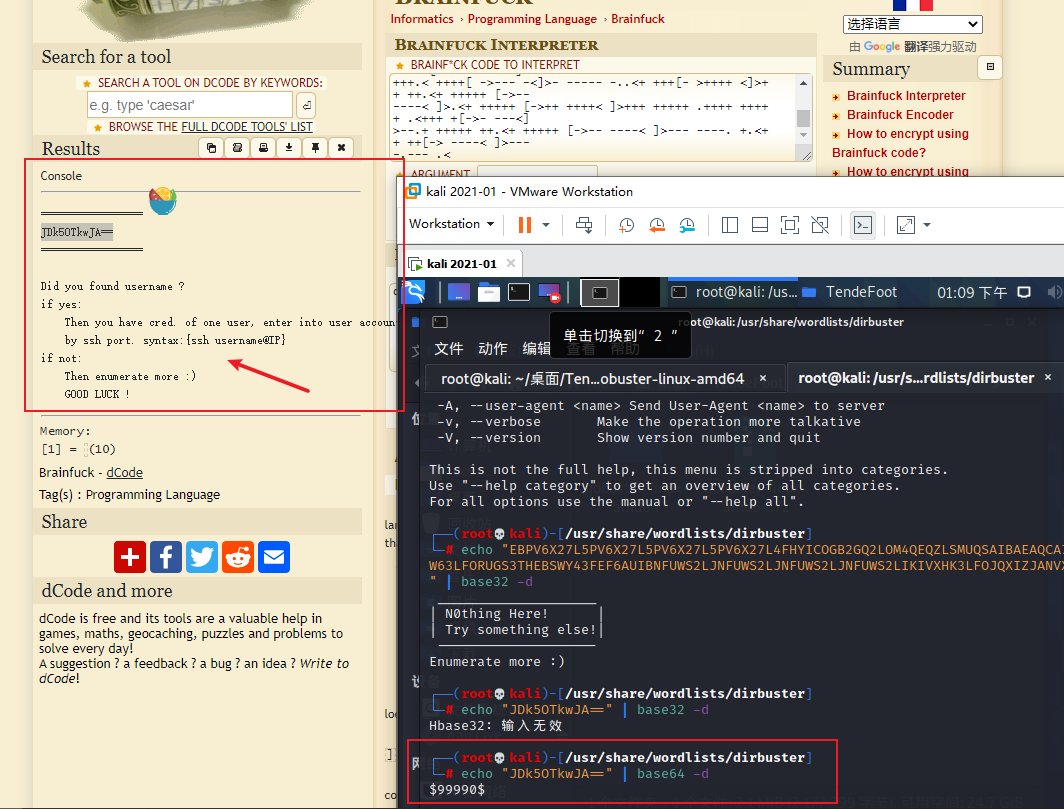 BRAINFUCK
Informatics › Programming Language › Brainfuck
BRAINFUCK INTERPRETER
★ BRAINF*CK CODE TO INTERPRET
>--.+ +++++ ++.<+ +++++ [->-- ----< ]>--- ----. +.<+
+ ++[-> ----< ]>---
-.--- .<
★ ARGUMENT
选择语言
由 Google 翻译强力驱动
Summary
Brainfuck Interpreter
Brainfuck Encoder
How to encrypt using
Brainfuck code?
How to encrypt using
Search for a tool
★ SEARCH A TOOL ON DCODE BY KEYWORDS:
e.g. type 'caesar'
★ BROWSE THE FULL DCODE TOOLS' LIST
Results
Console
JDk5OTkwJA==
Did you found username ?
if yes:
Then you have cred. of one user, enter into user accoun
by ssh port. syntax:{ssh username@IP}
if not:
Then enumerate more :)
GOOD LUCK !
Memory:
[1] = (10)
Brainfuck - dCode
Tag(s) : Programming Language
Share
dCode and more
dCode is free and its tools are a valuable help in
games, maths, geocaching, puzzles and problems to
solve every day!
A suggestion ? a feedback ? a bug ? an idea ? Write to
dCode!
kali 2021-01 - VMware Workstation
Workstation
kali 2021-01
root@kali: /us...
TendeFoot
01:09 下午
root@kali: /usr/share/wordlists/dirbuster
单击切换到“ 2 ”
文件 动作 编辑 查看 帮助
root@kali: ~/桌面/Ten...obuster-linux-amd64 ×
root@kali: /usr/s...rdlists/dirbuster ×
-A, --user-agent <name> Send User-Agent <name> to server
-v, --verbose Make the operation more talkative
-V, --version Show version number and quit
This is not the full help, this menu is stripped into categories.
Use "--help category" to get an overview of all categories.
For all options use the manual or "--help all".
┌──(root💀kali)-[/usr/share/wordlists/dirbuster]
└─# echo "EBPV6X27L5PV6X27L5PV6X27L5PV6X27L4FHYICOGB2GQ2LOM4QEQZLSMUQSAIBAEAQCA
W63LFORUGS3THEBSWY43FEF6AUIBNFUWS2LJNFUWS2LJNFUWS2LJNFUWS2LIKIVXHK3LFOJQXIZJANVX
" | base32 -d
| N0thing Here! |
| Try something else!|
Enumerate more :)
┌──(root💀kali)-[/usr/share/wordlists/dirbuster]
└─# echo "JDk5OTkwJA==" | base32 -d
Hbase32: 输入无效
┌──(root💀kali)-[/usr/share/wordlists/dirbuster]
└─# echo "JDk5OTkwJA==" | base64 -d
$99990$